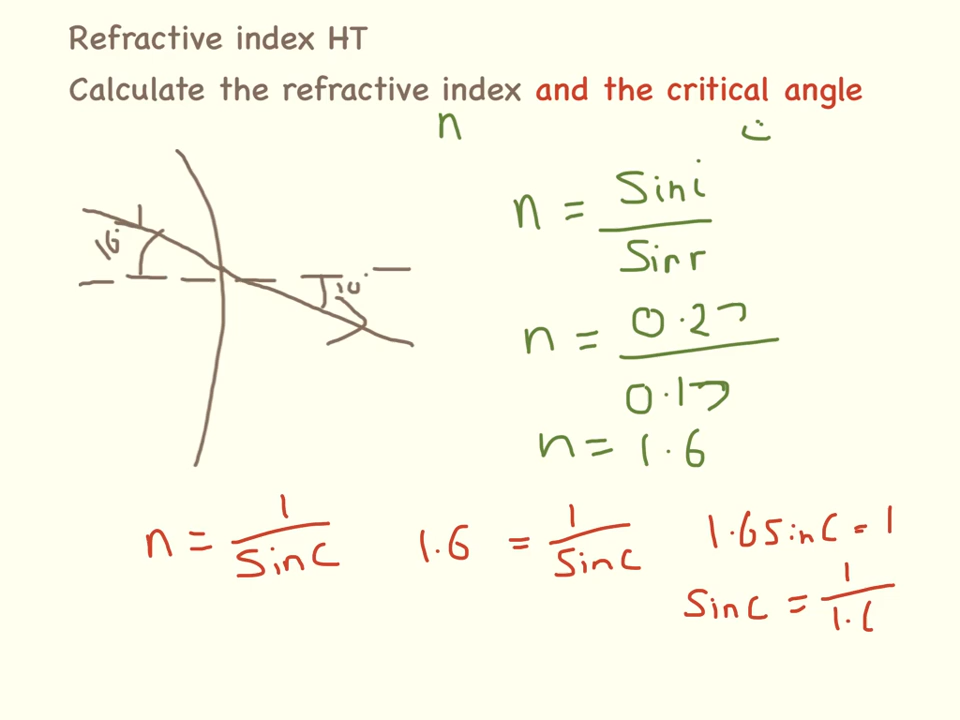 Refractive index HT
Calculate the refractive index and the critical angle
n
n = Sin i / Sin r
16°
10°
n = 0.27 / 0.17
n = 1.6
n = 1 / Sin C
1.6 = 1 / Sin C
1.6 Sin C = 1
Sin C = 1 / 1.6